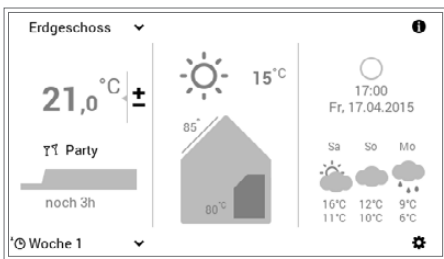 Erdgeschoss
21,0 °C ±
Party
noch 3h
Woche 1
15°C
85°
00°C
17:00
Fr, 17.04.2015
Sa So Mo
16°C 12°C 9°C
11°C 10°C 6°C